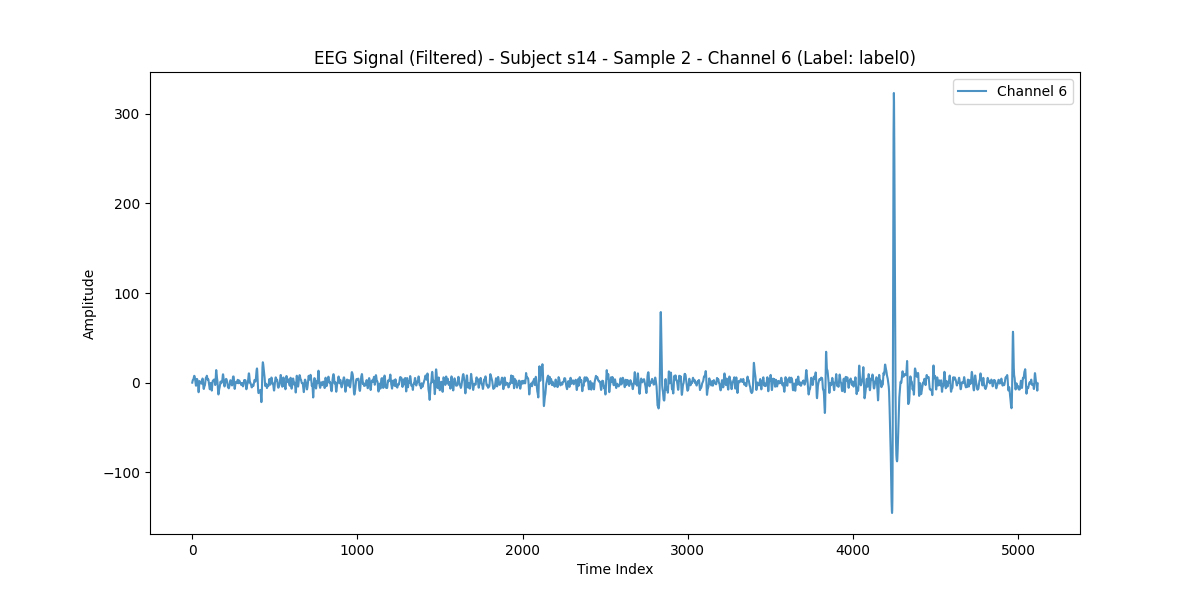 EEG Signal (Filtered) - Subject s14 - Sample 2 - Channel 6 (Label: label0)
Channel 6
300
200
100
0
−100
Amplitude
0 1000 2000 3000 4000 5000
Time Index